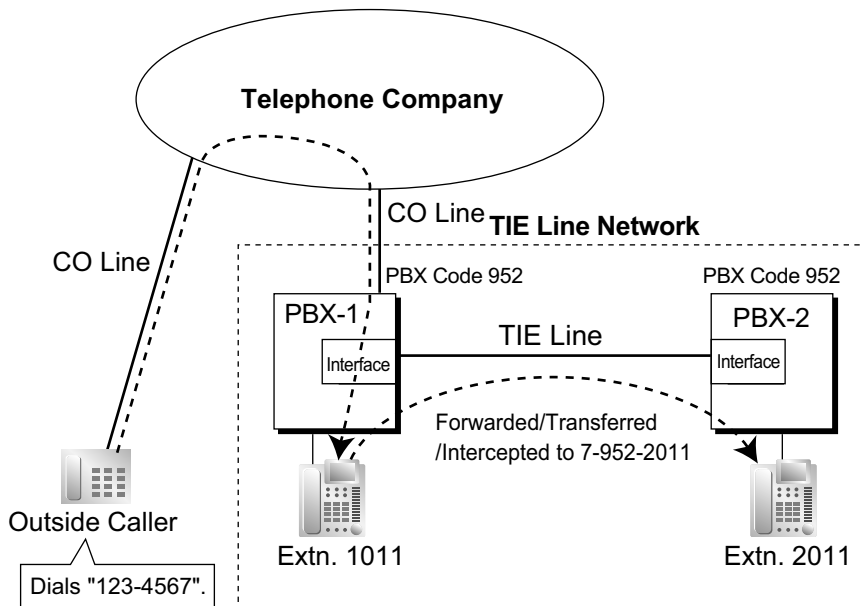 Telephone Company
CO Line
TIE Line Network
CO Line
PBX Code 952
PBX Code 952
PBX-1
PBX-2
TIE Line
Interface
Interface
Forwarded/Transferred
/Intercepted to 7-952-2011
Outside Caller
Extn. 1011
Extn. 2011
Dials "123-4567".